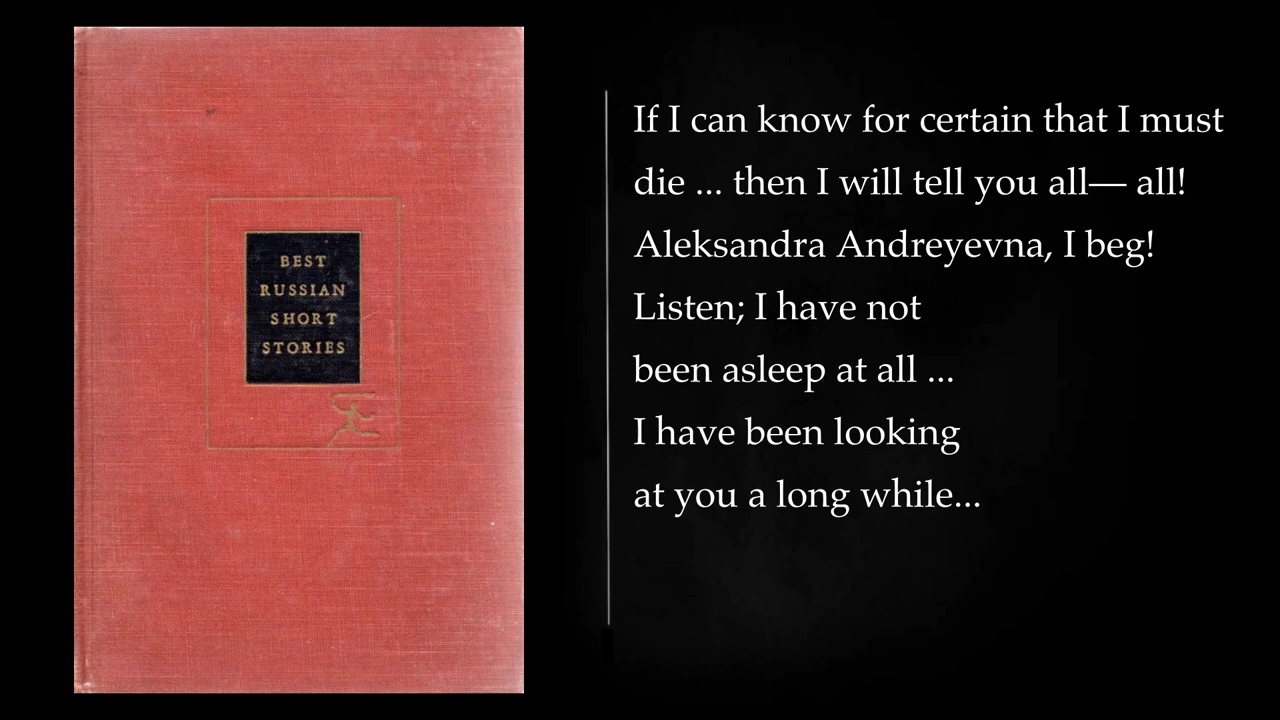 BEST
RUSSIAN
SHORT
STORIES
If I can know for certain that I must
die ... then I will tell you all— all!
Aleksandra Andreyevna, I beg!
Listen; I have not
been asleep at all ...
I have been looking
at you a long while...